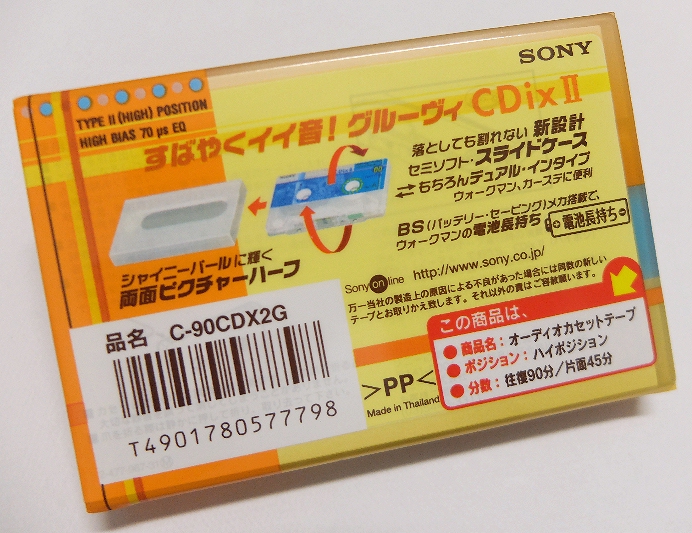 SONY
TYPE II (HIGH) POSITION
HIGH BIAS 70 µs EQ
すばやくイイ音！グルーヴィ CDixⅡ
落としても割れない 新設計
セミソフト・スライドケース
もちろんデュアル・インタイプ
ウォークマン、カーステに便利
BS(バッテリー・セービング)メカ搭載で、
ウォークマンの電池長持ち
電池長持ち
シャイニーパールに輝く
両面ピクチャーハーフ
Sony on line http://www.sony.co.jp/
万一当社の製造上の原因による不良があった場合には同数の新しい
テープとお取りかえ致します。それ以外の責はご容赦願います。
品名 C-90CDX2G
T4901780577798
>PP<
Made in Thailand
この商品は、
● 商品名：オーディオカセットテープ
● ポジション：ハイポジション
● 分数：往復90分/片面45分